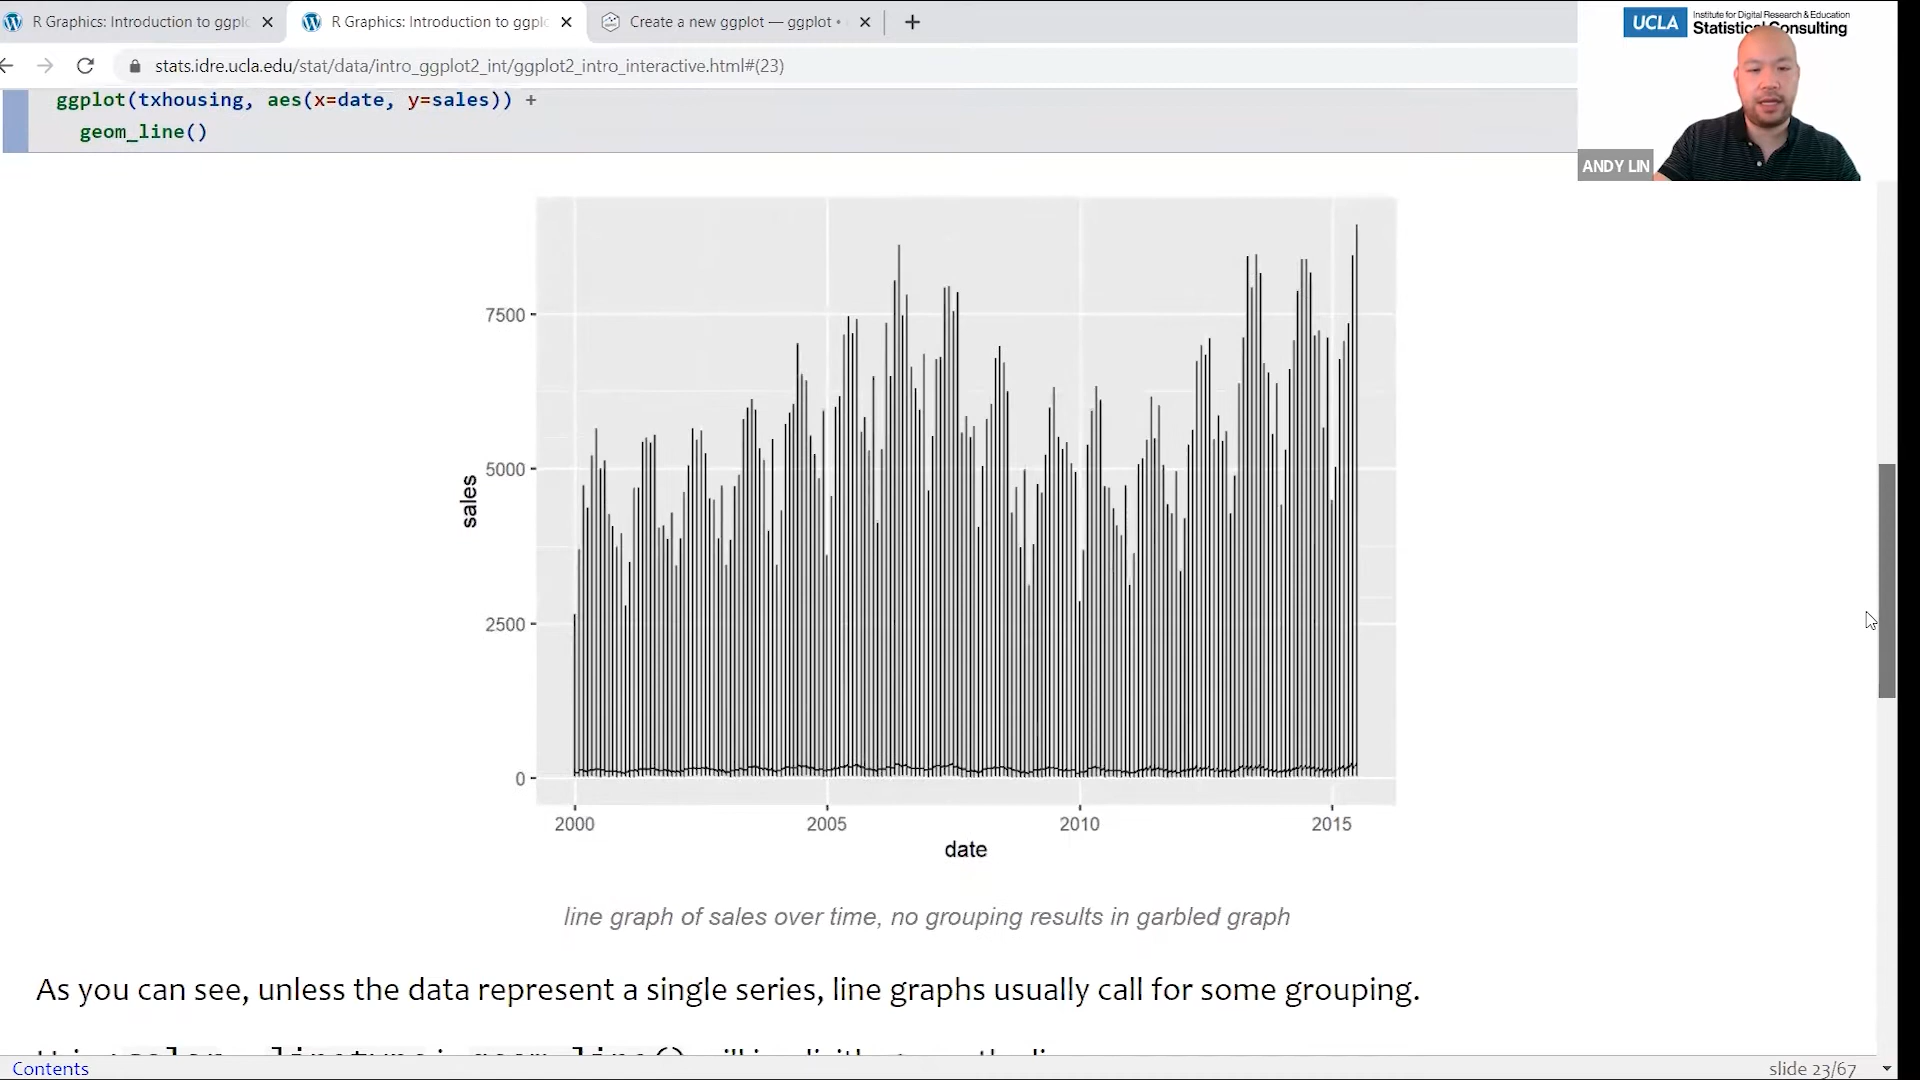 R Graphics: Introduction to ggpl
R Graphics: Introduction to ggpl
Create a new ggplot — ggplot •
stats.idre.ucla.edu/stat/data/intro_ggplot2_int/ggplot2_intro_interactive.html#(23)
UCLA
Institute for Digital Research & Education
Statistical Consulting
ANDY LIN
ggplot(txhousing, aes(x=date, y=sales)) +
geom_line()
7500
5000
2500
0
sales
2000 2005 2010 2015
date
line graph of sales over time, no grouping results in garbled graph
As you can see, unless the data represent a single series, line graphs usually call for some grouping.
Contents
slide 23/67